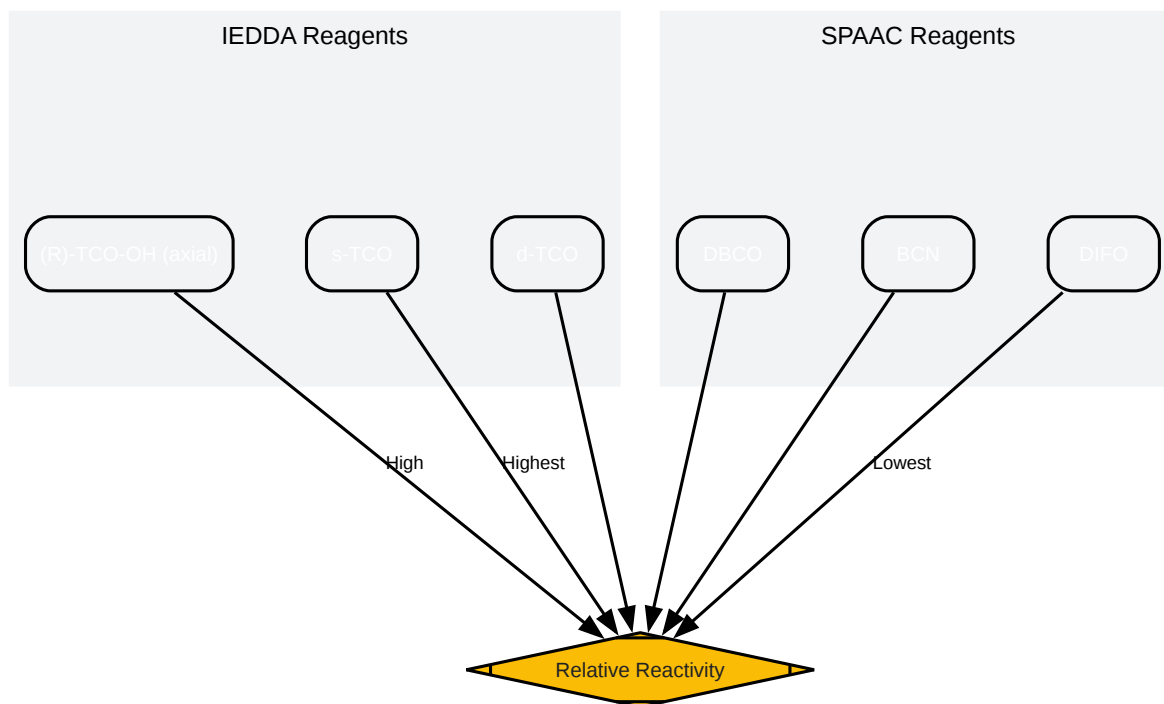 IEDDA Reagents
SPAAC Reagents
(R)-TCO-OH (axial)
s-TCO
d-TCO
DBCO
BCN
DIFO
High
Highest
Lowest
Relative Reactivity